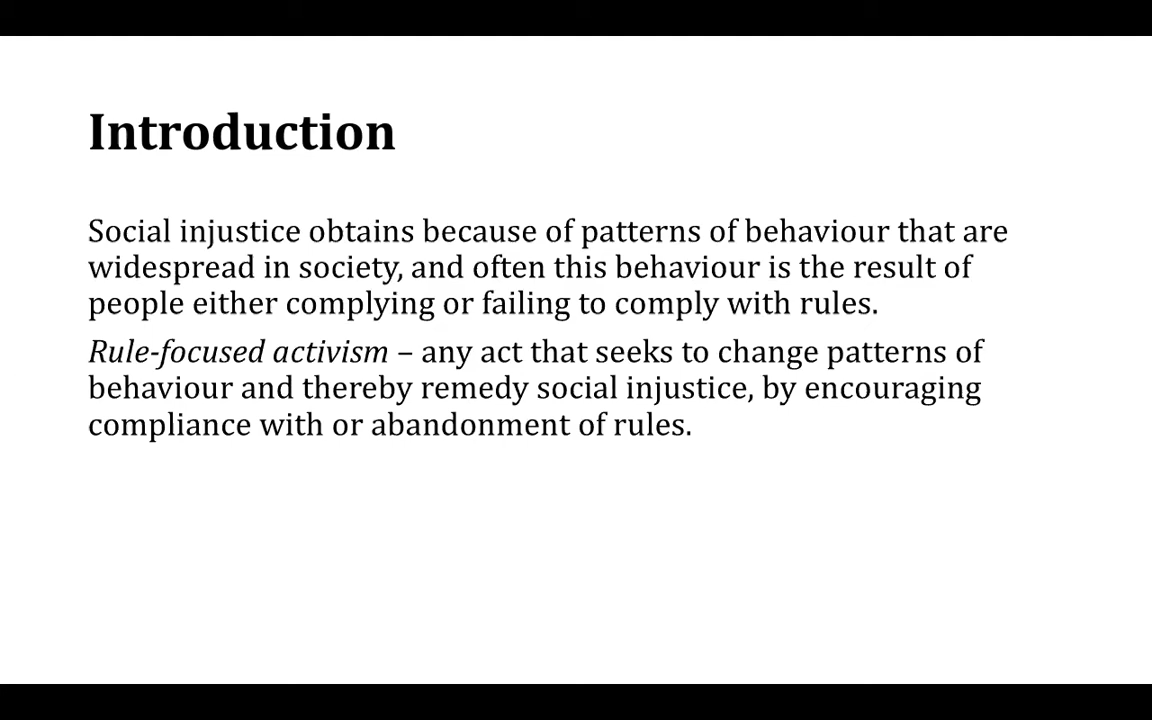 Introduction
Social injustice obtains because of patterns of behaviour that are
widespread in society, and often this behaviour is the result of
people either complying or failing to comply with rules.
Rule-focused activism – any act that seeks to change patterns of
behaviour and thereby remedy social injustice, by encouraging
compliance with or abandonment of rules.